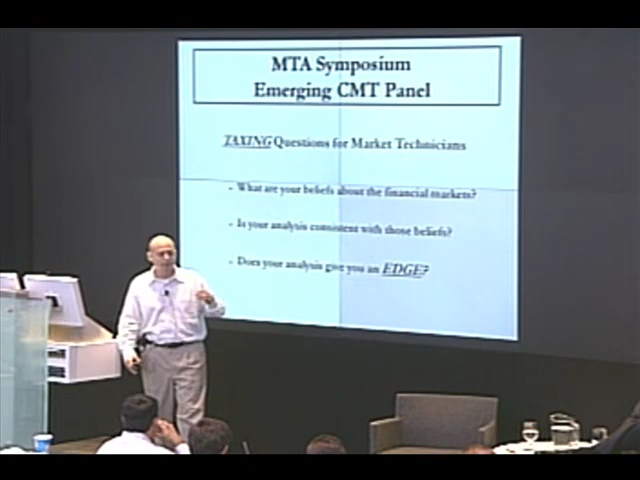 MTA Symposium
Emerging CMT Panel
TAXING Questions for Market Technicians
- What are your beliefs about the financial markets?
- Is your analysis consistent with those beliefs?
- Does your analysis give you an EDGE?